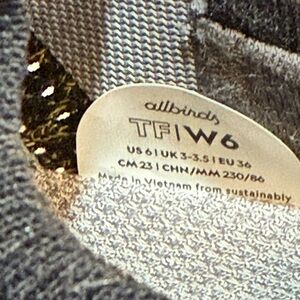 allbirds
TF|W6
US 6 | UK 3-3.5 | EU 36
CM 23 | CHN/MM 230/86
Made in Vietnam from sustainably